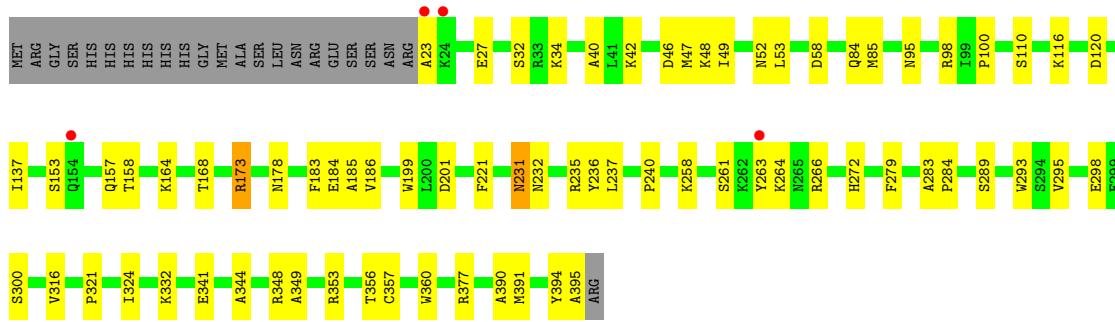 MET ARG GLY SER HIS HIS HIS HIS HIS HIS GLY MET ALA SER LEU ASN ARG GLU SER SER ASN ARG A23 K24 E27 S32 R33 K34 A40 L41 K42 D46 M47 K48 I49 N52 L53 D58 Q84 M85 N95 R98 I99 P100 S110 K116 D120
I137 S153 Q154 Q157 T158 K164 T168 R173 N178 F183 E184 A185 V186 W199 L200 D201 F221 N231 N232 R235 Y236 L237 P240 K258 S261 K262 Y263 K264 N265 R266 H272 F279 A283 P284 S289 W293 S294 V295 E298 E299
S300 V316 P321 I324 K332 E341 A344 R348 A349 R353 T356 C357 W360 R377 A390 M391 Y394 A395 ARG